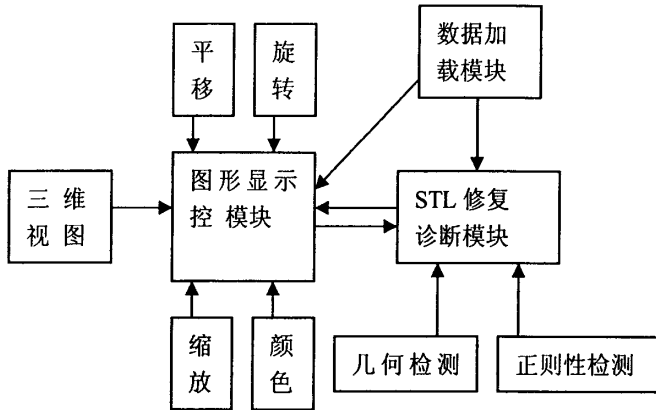 平
移
旋
转
数据加
载模块
三 维
视 图
图形显示
控 模块
STL 修复
诊断模块
缩
放
颜
色
几何检测
正则性检测